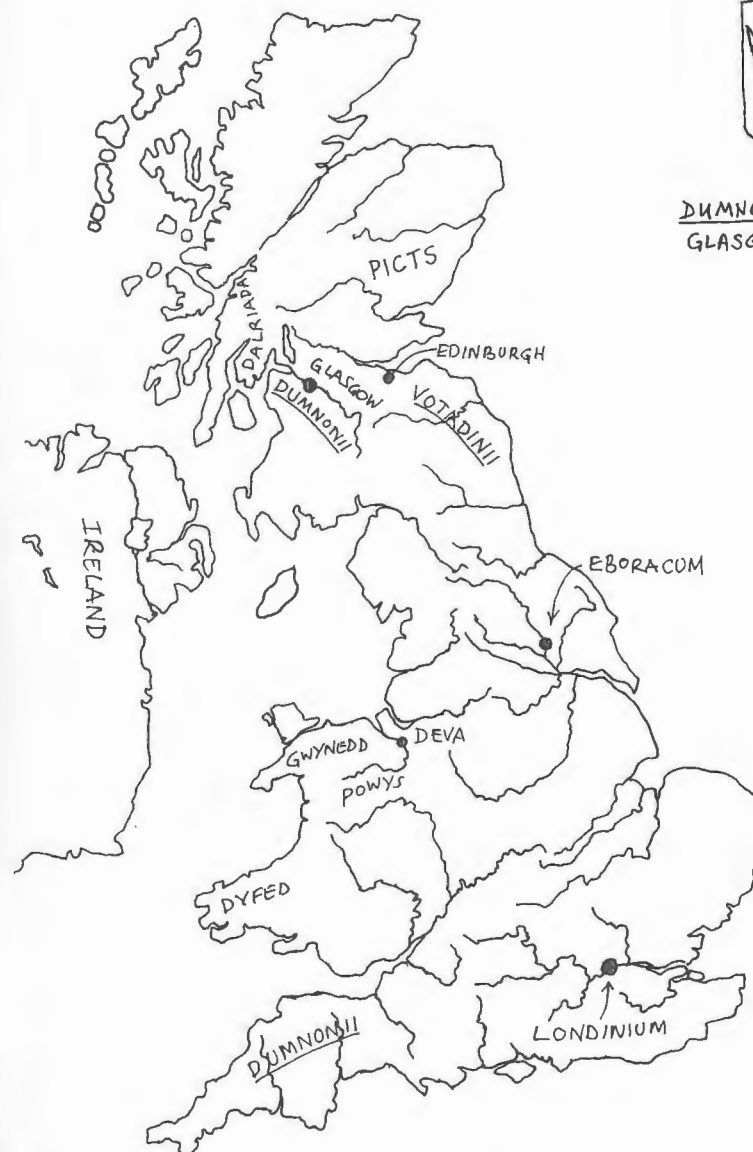 DUMNO
GLASG
PICTS
DALRIADA
EDINBURGH
GLASGOW
DUMNONII
VOTADINII
IRELAND
EBORACUM
DEVA
GWYNEDD
POWYS
DYFED
LONDINIUM
DUMNONII